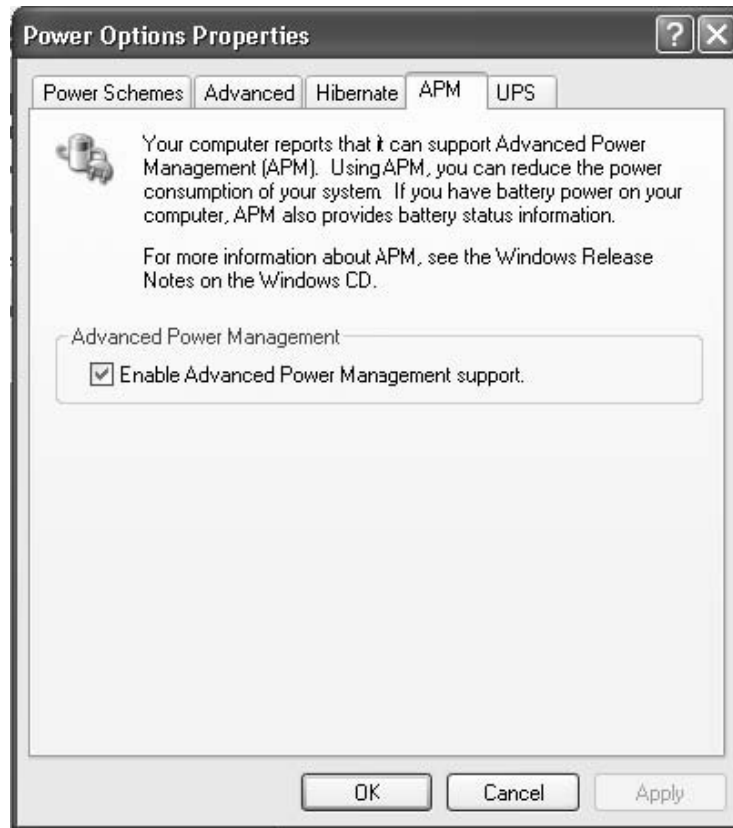 Power Options Properties
Power Schemes Advanced Hibernate APM UPS
Your computer reports that it can support Advanced Power
Management (APM). Using APM, you can reduce the power
consumption of your system. If you have battery power on your
computer, APM also provides battery status information.
For more information about APM, see the Windows Release
Notes on the Windows CD.
Advanced Power Management
Enable Advanced Power Management support.
OK Cancel Apply